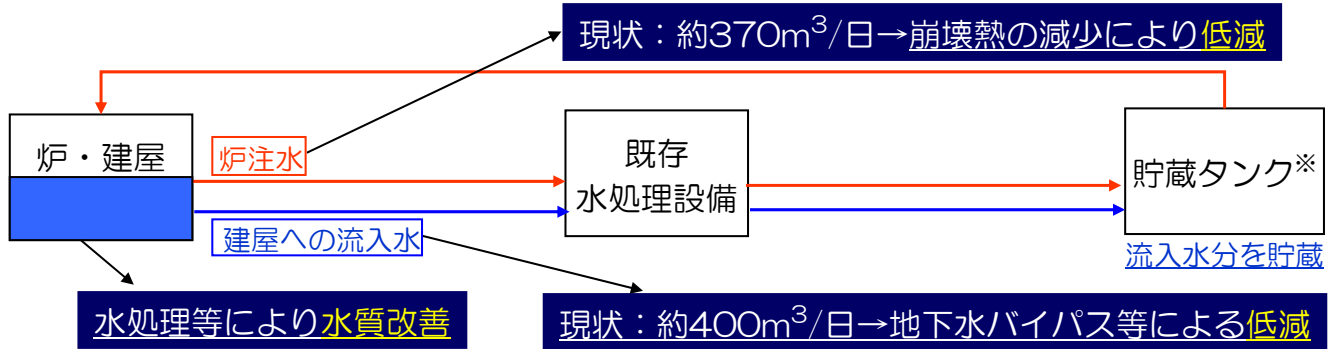 現状：約370m³/日→崩壊熱の減少により低減
炉・建屋
炉注水
既存
水処理設備
貯蔵タンク※
建屋への流入水
流入水分を貯蔵
水処理等により水質改善
現状：約400m³/日→地下水バイパス等による低減